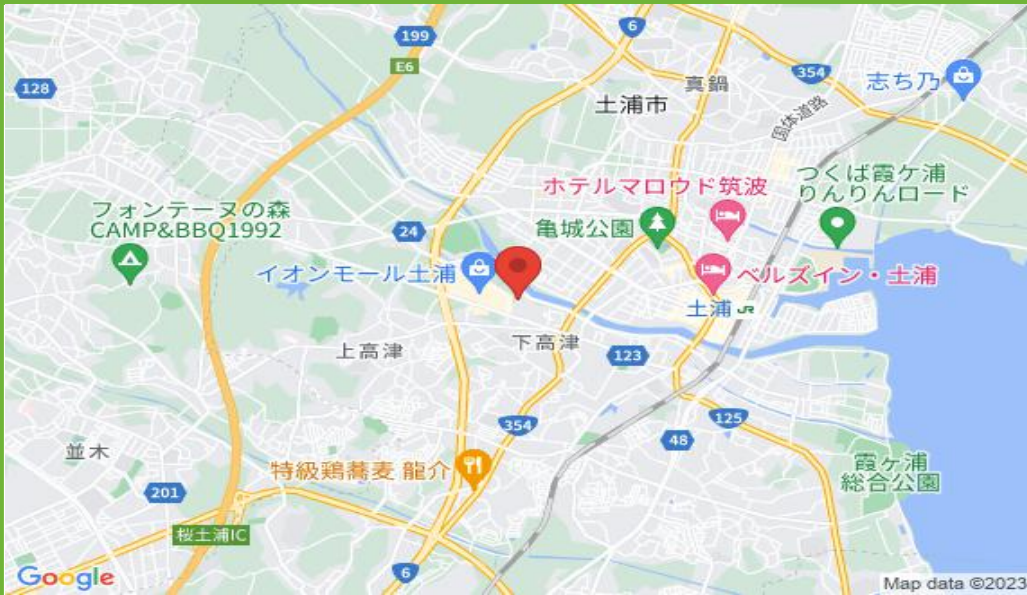 6
199
E6
354
志ち乃
128
真鍋
土浦市
国体道路
つくば霞ケ浦
りんりんロード
ホテルマロウド筑波
フォンテーヌの森
CAMP&BBQ1992
24
亀城公園
イオンモール土浦
ベルズイン・土浦
土浦 JR
上高津
下高津
123
354
125
48
並木
特級鶏蕎麦 龍介
霞ヶ浦
総合公園
201
桜土浦IC
6
Google
Map data ©2023